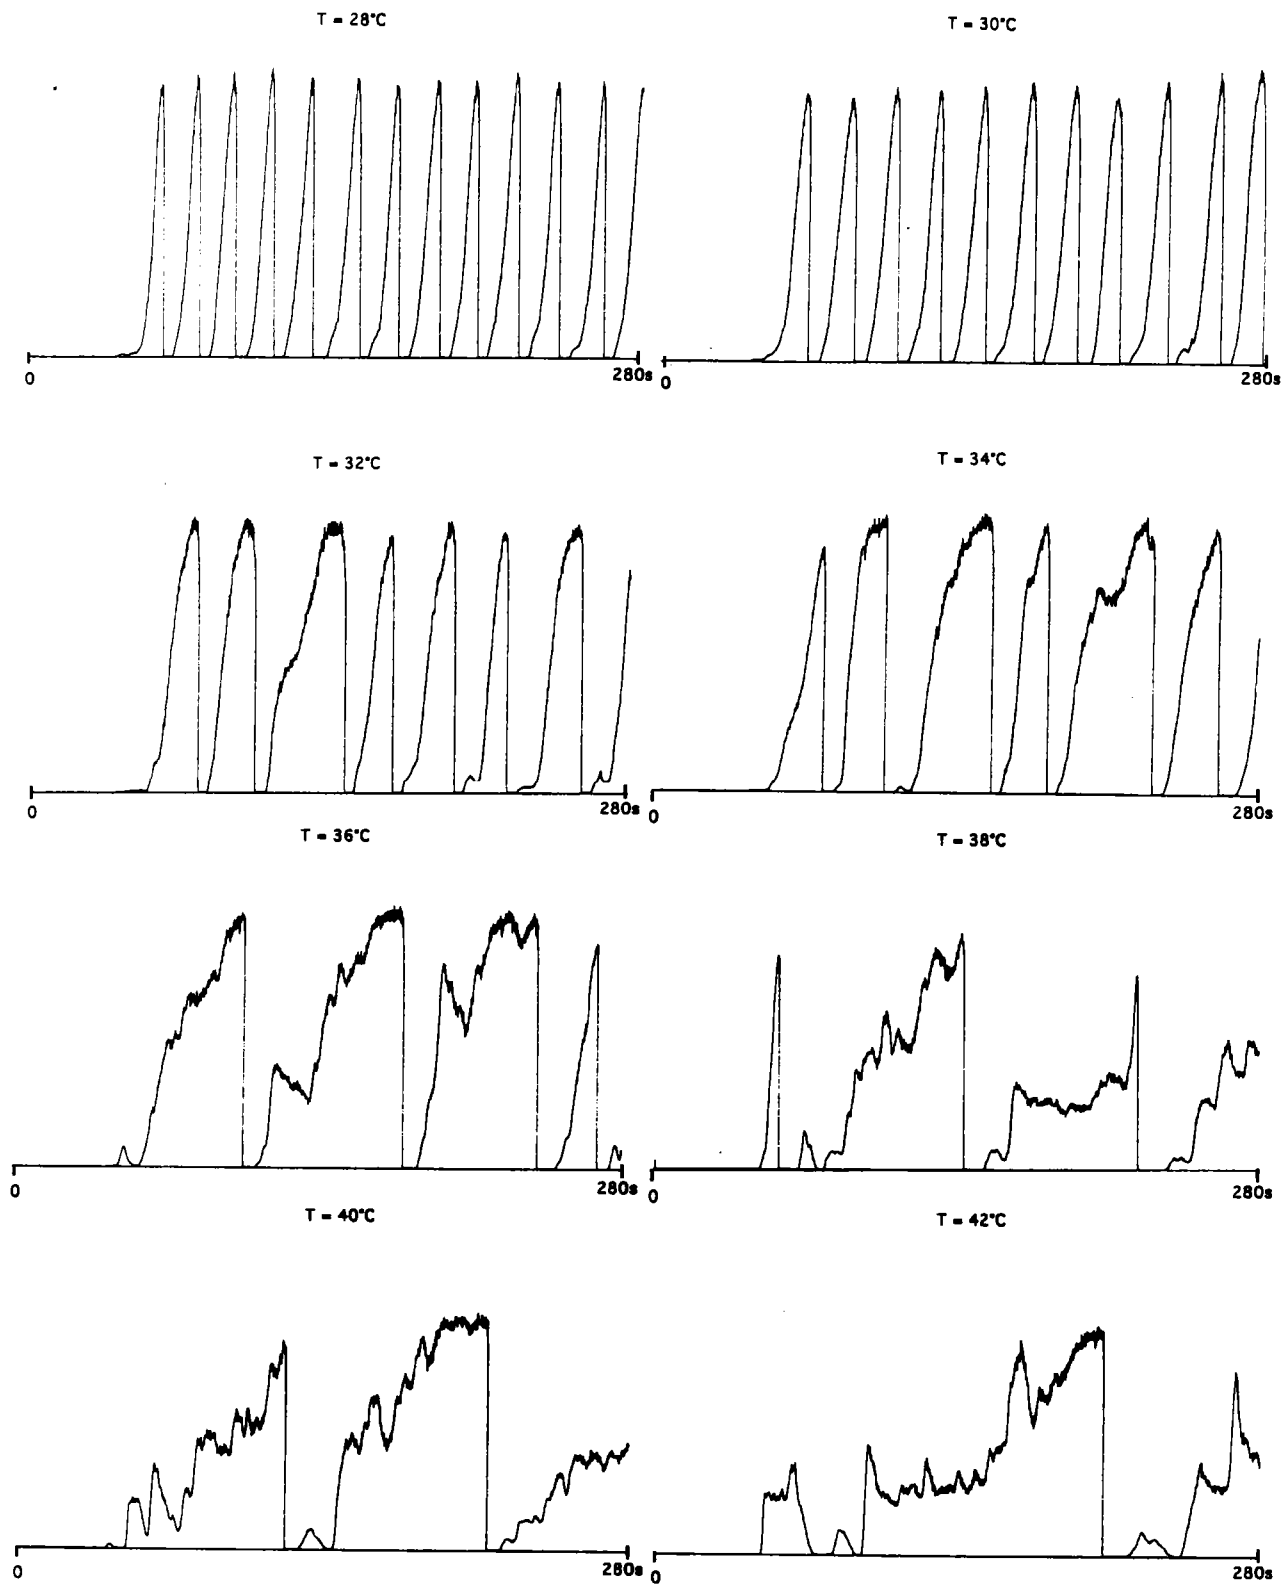 T = 28°C
T = 30°C
0
280s
0
280s
T = 32°C
T = 34°C
0
280s
0
280s
T = 36°C
T = 38°C
0
280s
0
280s
T = 40°C
T = 42°C
0
280s
0
280s